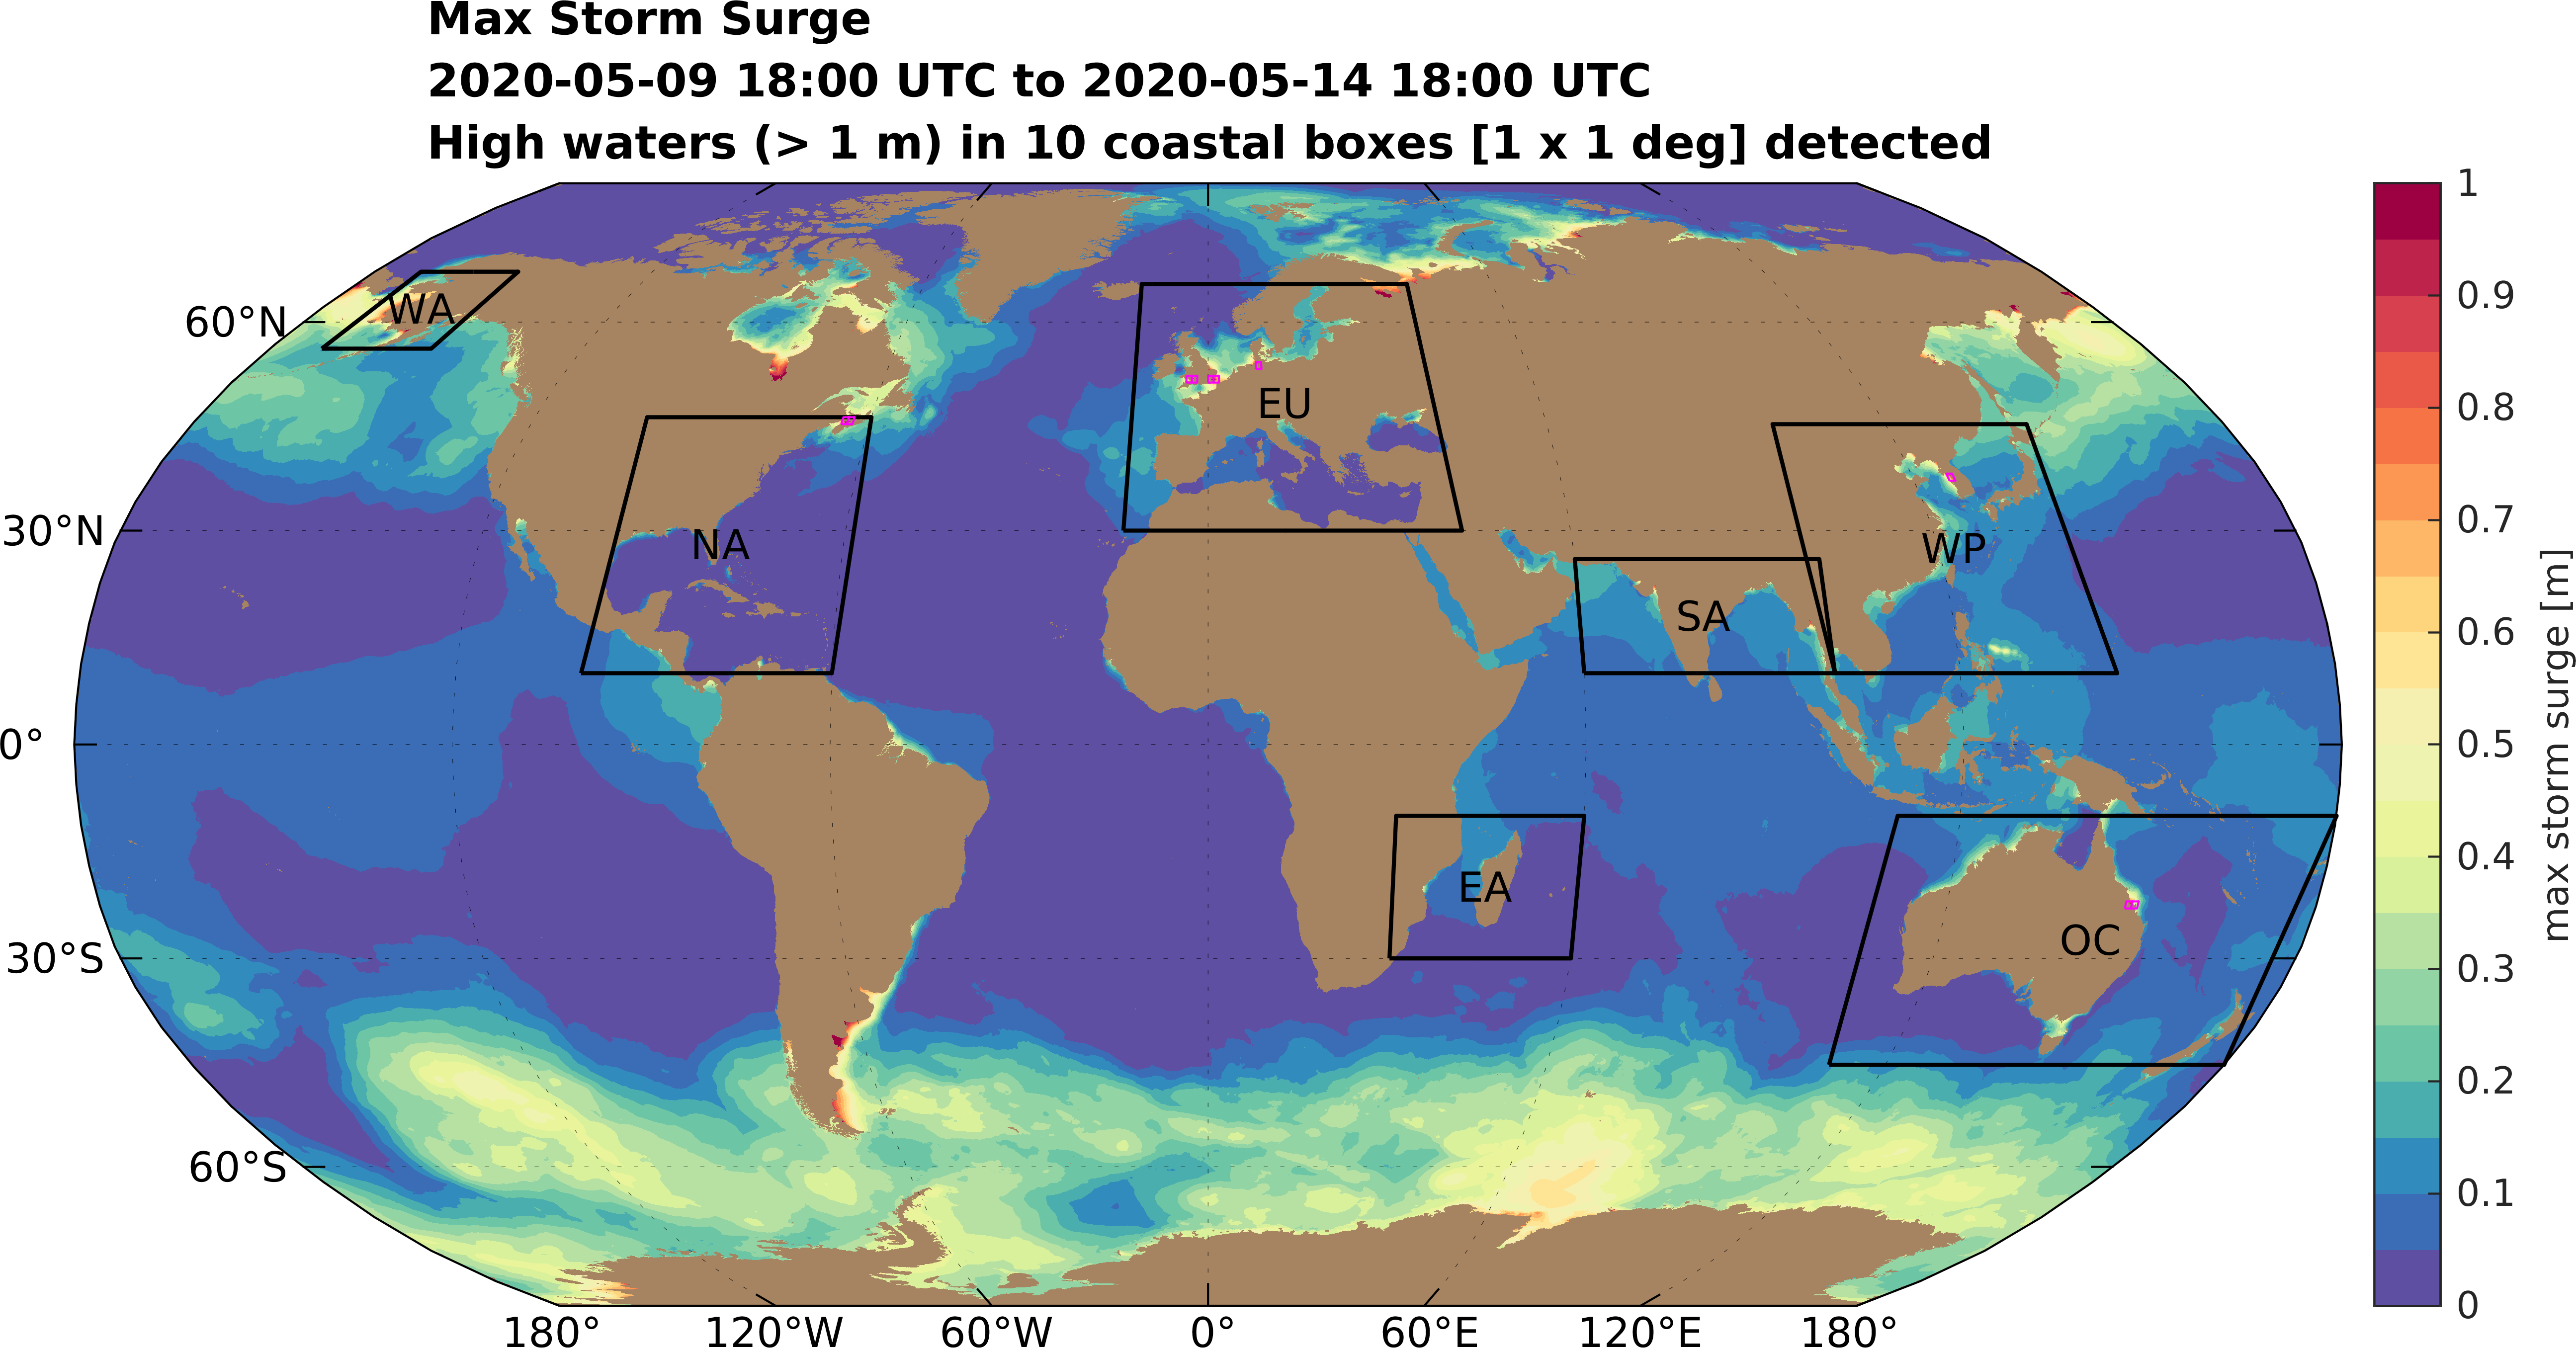 Max Storm Surge
2020-05-09 18:00 UTC to 2020-05-14 18:00 UTC
High waters (> 1 m) in 10 coastal boxes [1 x 1 deg] detected
60°N
30°N
0°
30°S
60°S
WA
NA
EU
SA
WP
EA
OC
180°
120°W
60°W
0°
60°E
120°E
180°
1
0.9
0.8
0.7
0.6
0.5
0.4
0.3
0.2
0.1
0
max storm surge [m]